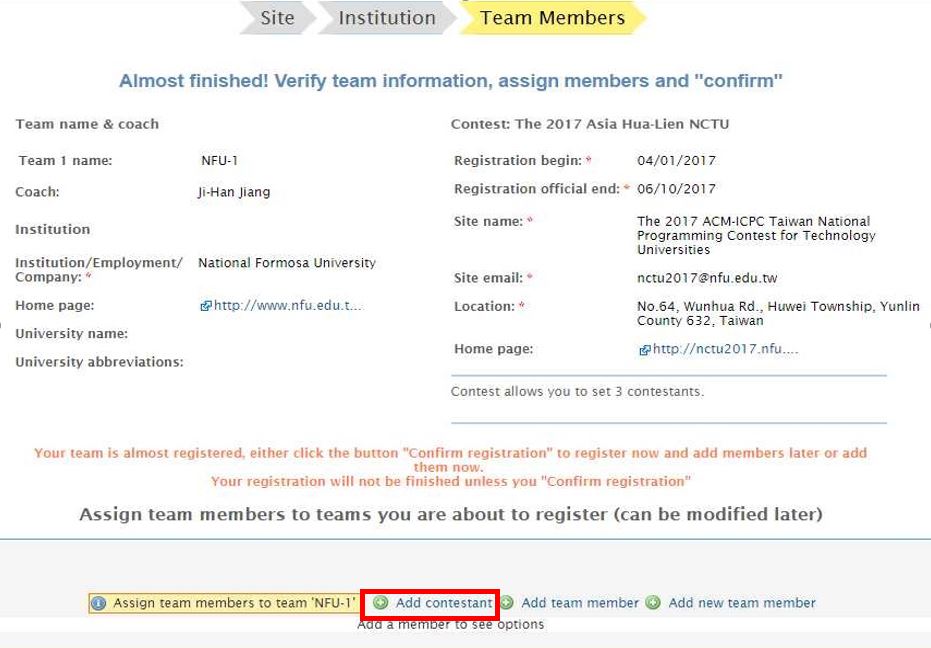 Site Institution Team Members
Almost finished! Verify team information, assign members and "confirm"
Team name & coach
Team 1 name: NFU-1
Coach: Ji-Han Jiang
Institution
Institution/Employment/
Company: * National Formosa University
Home page: http://www.nfu.edu.t...
University name:
University abbreviations:
Contest: The 2017 Asia Hua-Lien NCTU
Registration begin: * 04/01/2017
Registration official end: * 06/10/2017
Site name: * The 2017 ACM-ICPC Taiwan National
Programming Contest for Technology
Universities
Site email: * nctu2017@nfu.edu.tw
Location: * No.64, Wunhua Rd., Huwei Township, Yunlin
County 632, Taiwan
Home page: http://nctu2017.nfu....
Contest allows you to set 3 contestants.
Your team is almost registered, either click the button "Confirm registration" to register now and add members later or add
them now.
Your registration will not be finished unless you "Confirm registration"
Assign team members to teams you are about to register (can be modified later)
Assign team members to team 'NFU-1' Add contestant Add team member Add new team member
Add a member to see options